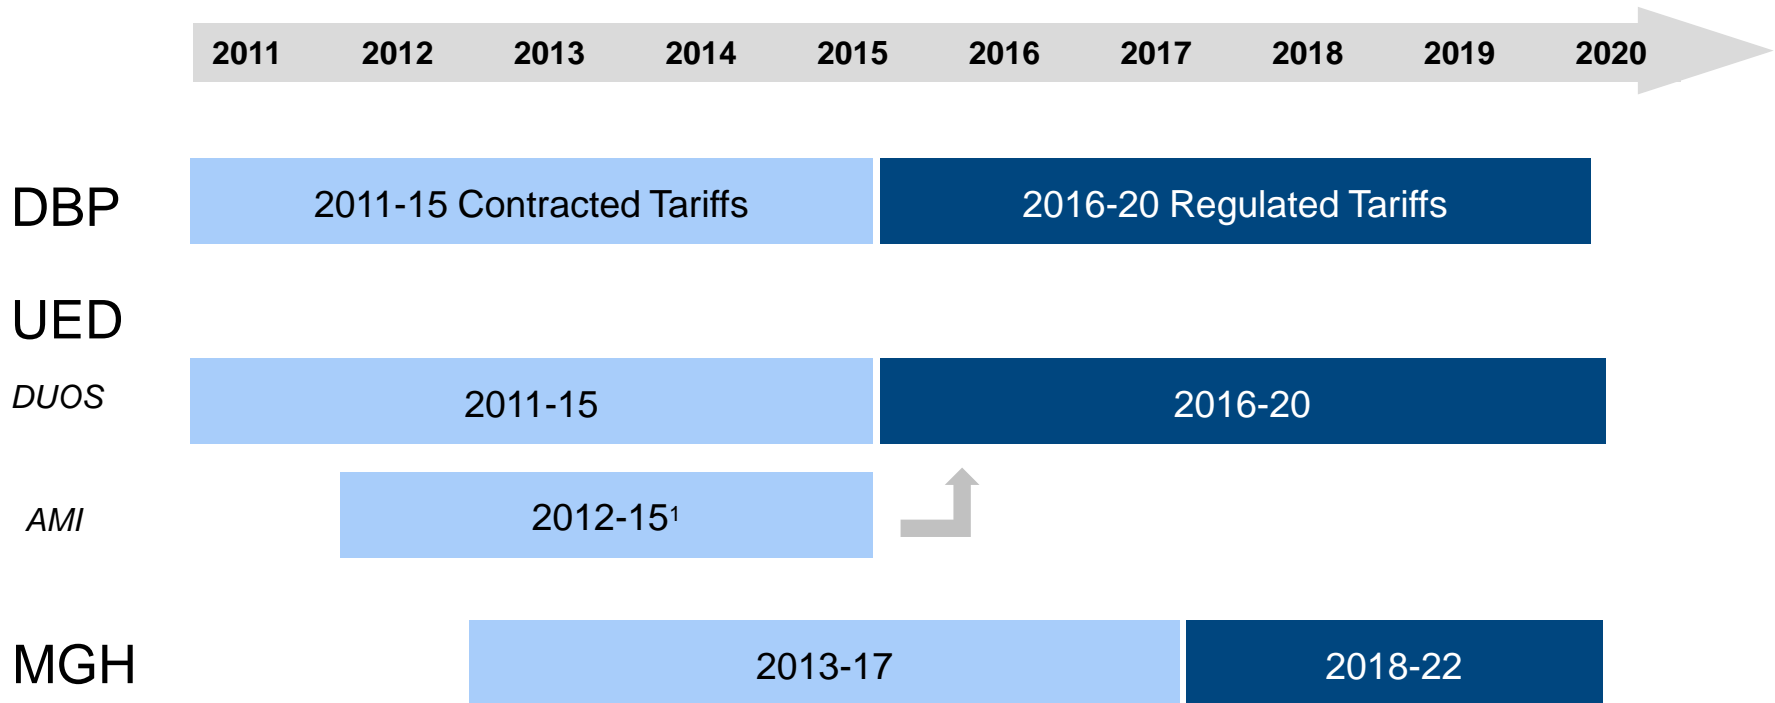 2011 2012 2013 2014 2015 2016 2017 2018 2019 2020
DBP 2011-15 Contracted Tariffs 2016-20 Regulated Tariffs
UED
DUOS 2011-15 2016-20
AMI 2012-15¹
MGH 2013-17 2018-22